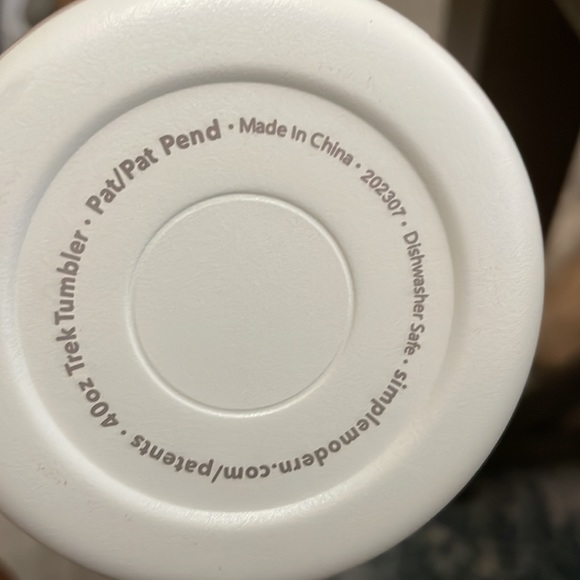 40oz Trek Tumbler · Pat/Pat Pend · Made In China · 202307 · Dishwasher Safe · simplemodern.com/patents ·